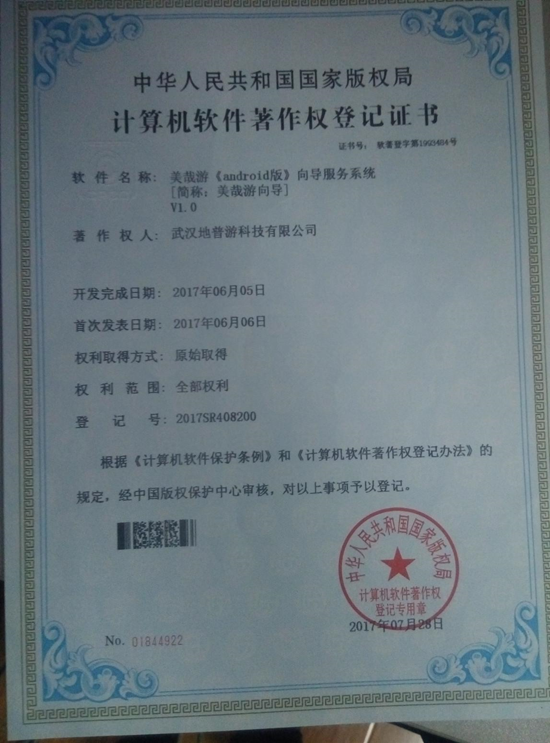 中华人民共和国国家版权局
计算机软件著作权登记证书
证书号： 软著登字第1993484号
软件名称： 美哉游《android版》向导服务系统
[简称：美哉游向导]
V1.0
著作权人： 武汉地普游科技有限公司
开发完成日期： 2017年06月05日
首次发表日期： 2017年06月06日
权利取得方式： 原始取得
权利范围： 全部权利
登记号： 2017SR408200
根据《计算机软件保护条例》和《计算机软件著作权登记办法》的
规定，经中国版权保护中心审核，对以上事项予以登记。
中华人民共和国国家版权局
计算机软件著作权
登记专用章
2017年07月28日
No. 01844922